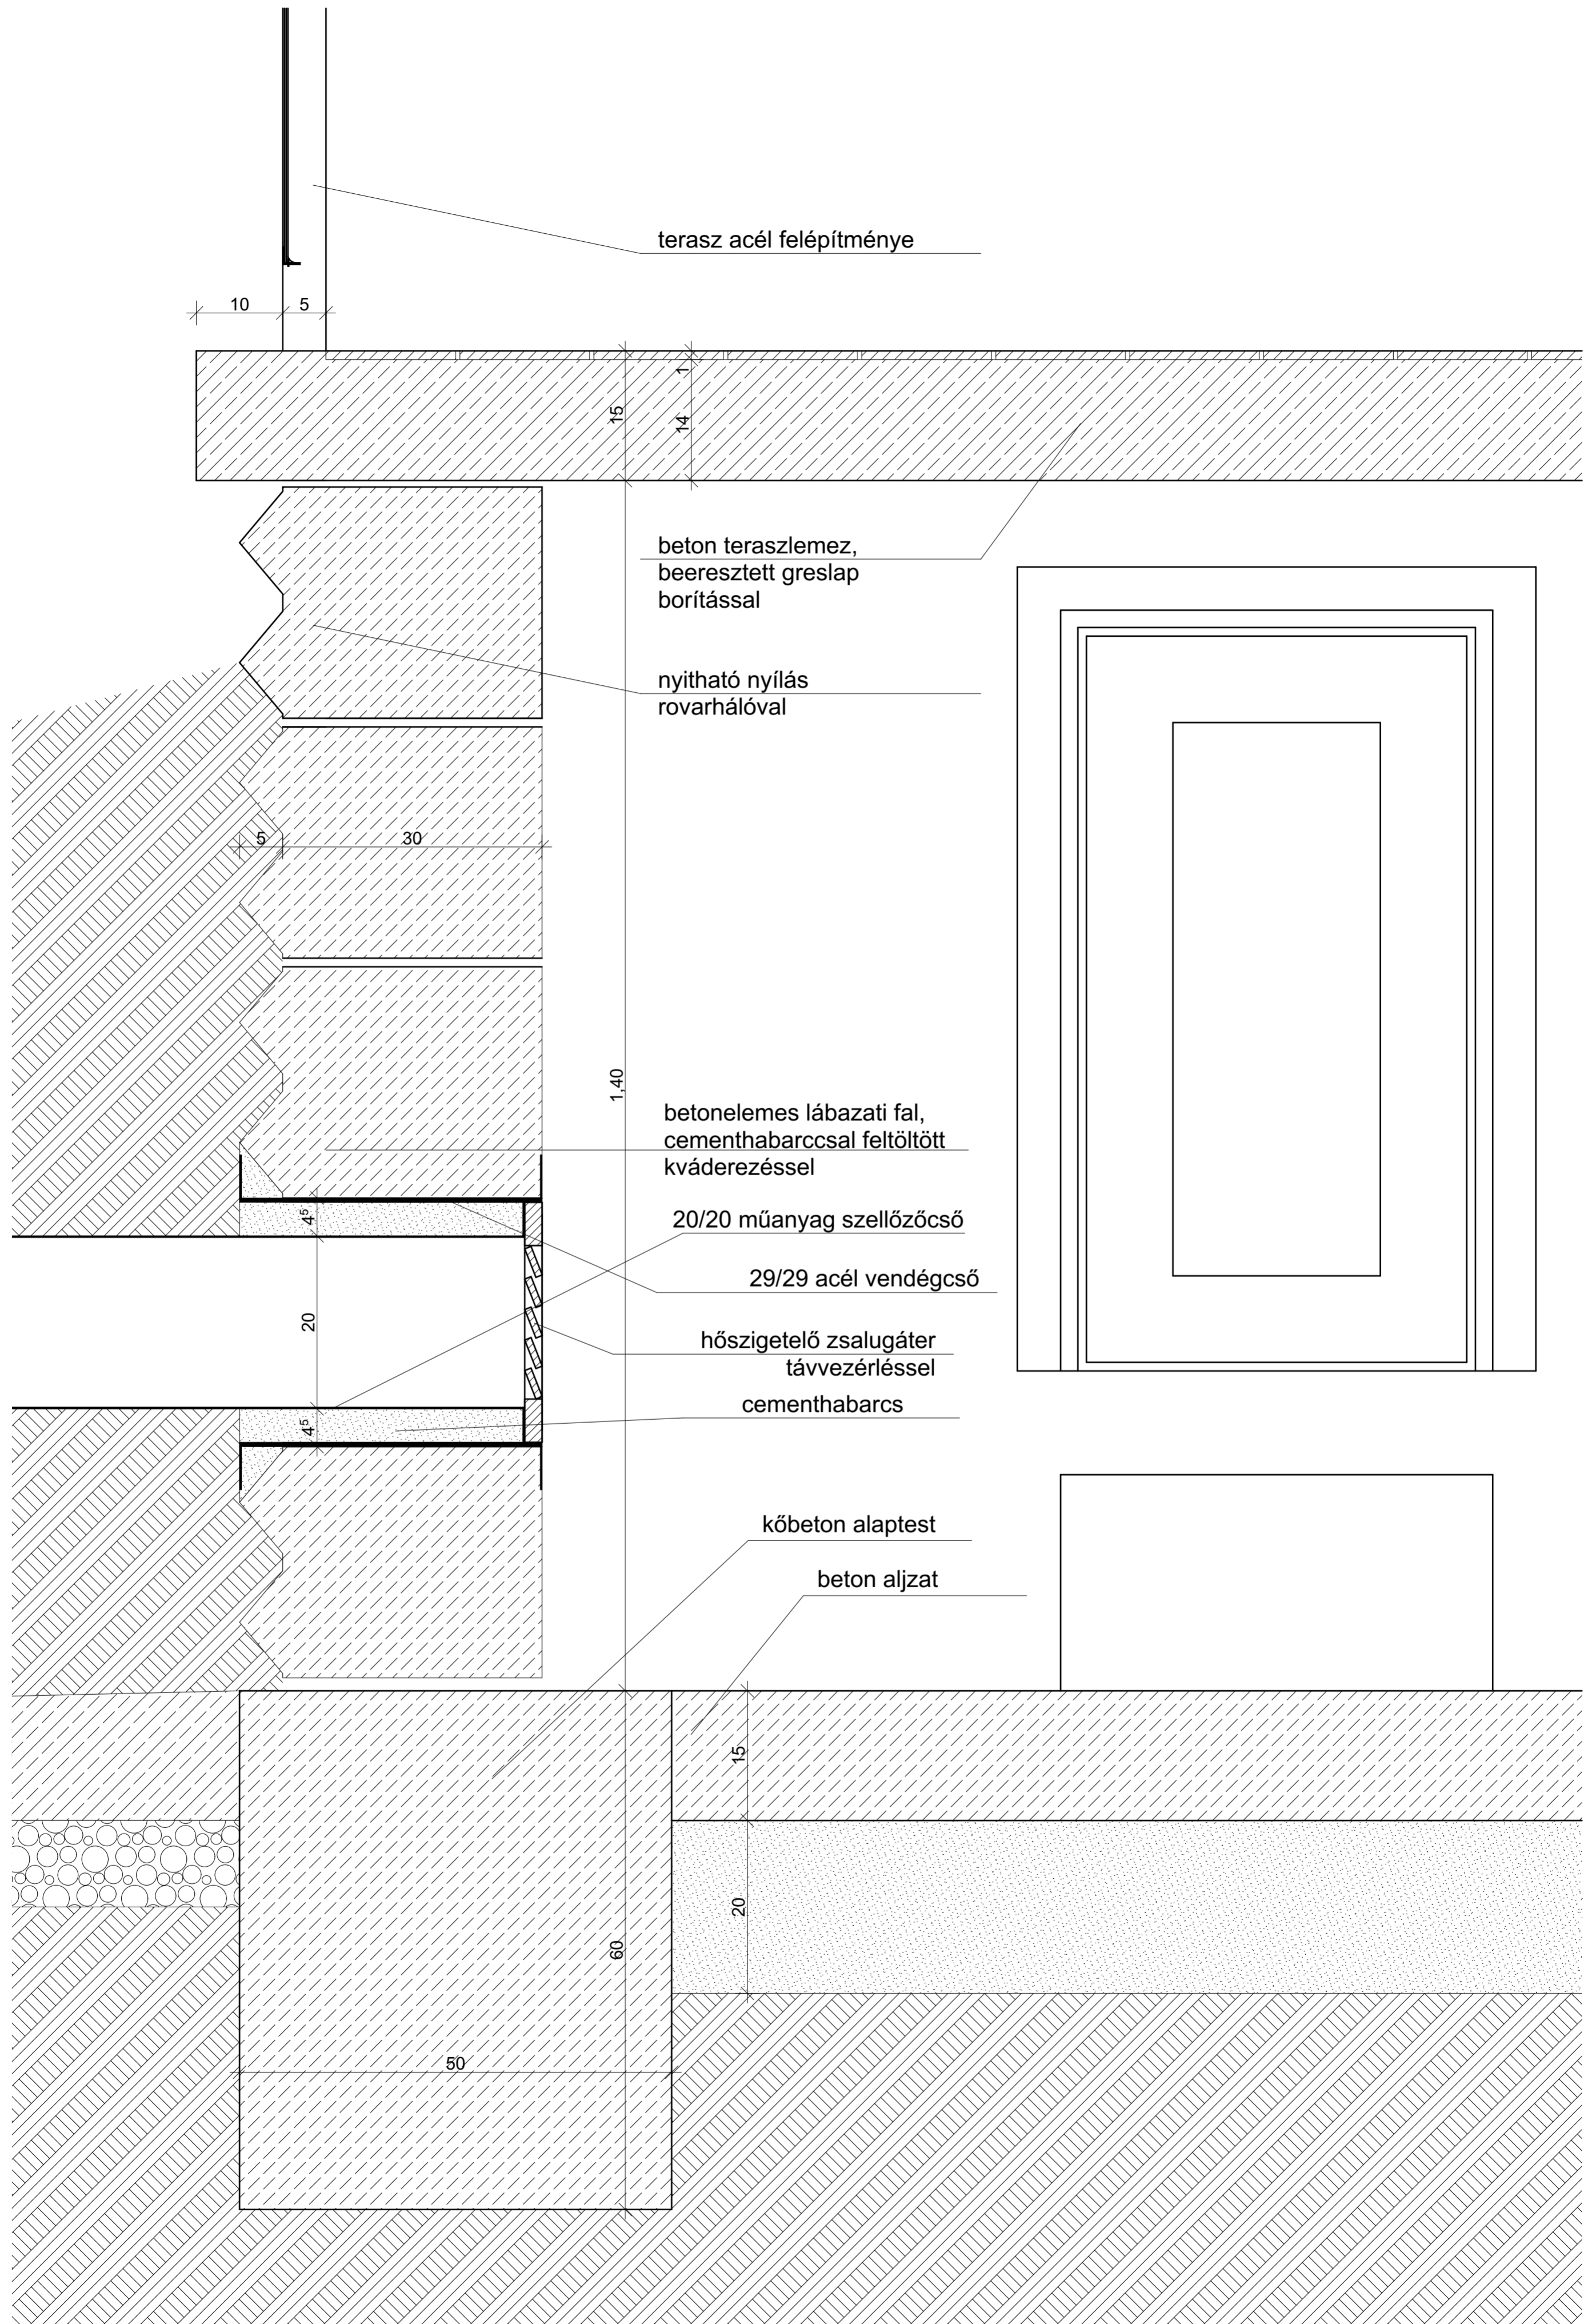 terasz acél felépítménye
10
5
1
15
14
beton teraszlemez,
beeresztett greslap
borítással
nyitható nyílás
rovarhálóval
5
30
1,40
betonelemes lábazati fal,
cementhabarccsal feltöltött
kváderezéssel
4⁵
20/20 műanyag szellőzőcső
29/29 acél vendégcső
20
hőszigetelő zsalugáter
távvezérléssel
cementhabarcs
4⁵
kőbeton alaptest
beton aljzat
15
20
60
50